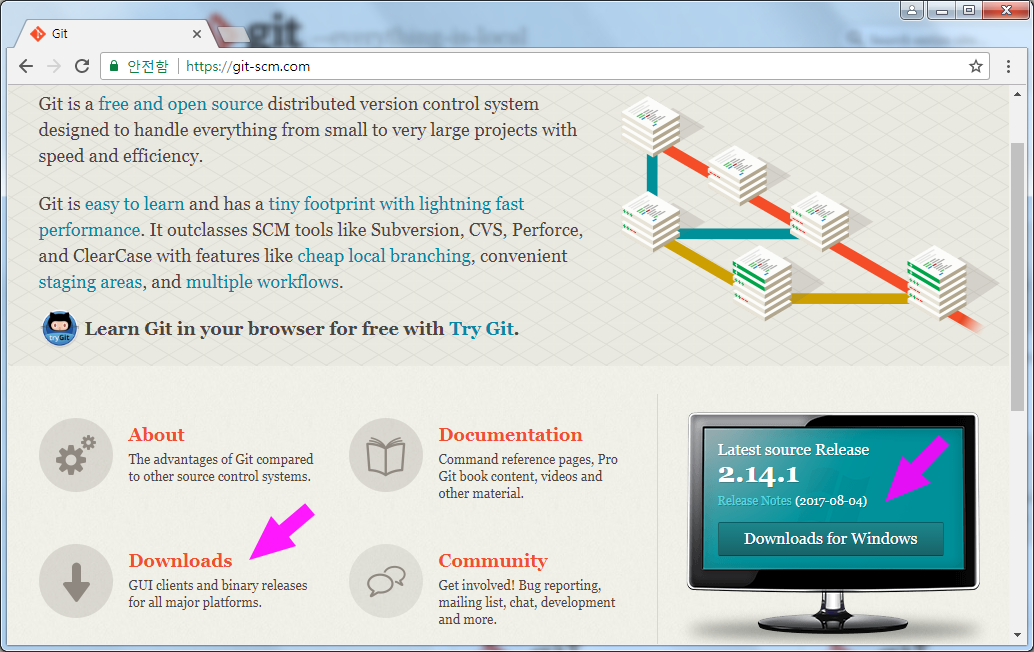 Git
안전함
https://git-scm.com
Git is a free and open source distributed version control system
designed to handle everything from small to very large projects with
speed and efficiency.
Git is easy to learn and has a tiny footprint with lightning fast
performance. It outclasses SCM tools like Subversion, CVS, Perforce,
and ClearCase with features like cheap local branching, convenient
staging areas, and multiple workflows.
Learn Git in your browser for free with Try Git.
About
The advantages of Git compared
to other source control systems.
Documentation
Command reference pages, Pro
Git book content, videos and
other material.
Downloads
GUI clients and binary releases
for all major platforms.
Community
Get involved! Bug reporting,
mailing list, chat, development
and more.
Latest source Release
2.14.1
Release Notes (2017-08-04)
Downloads for Windows